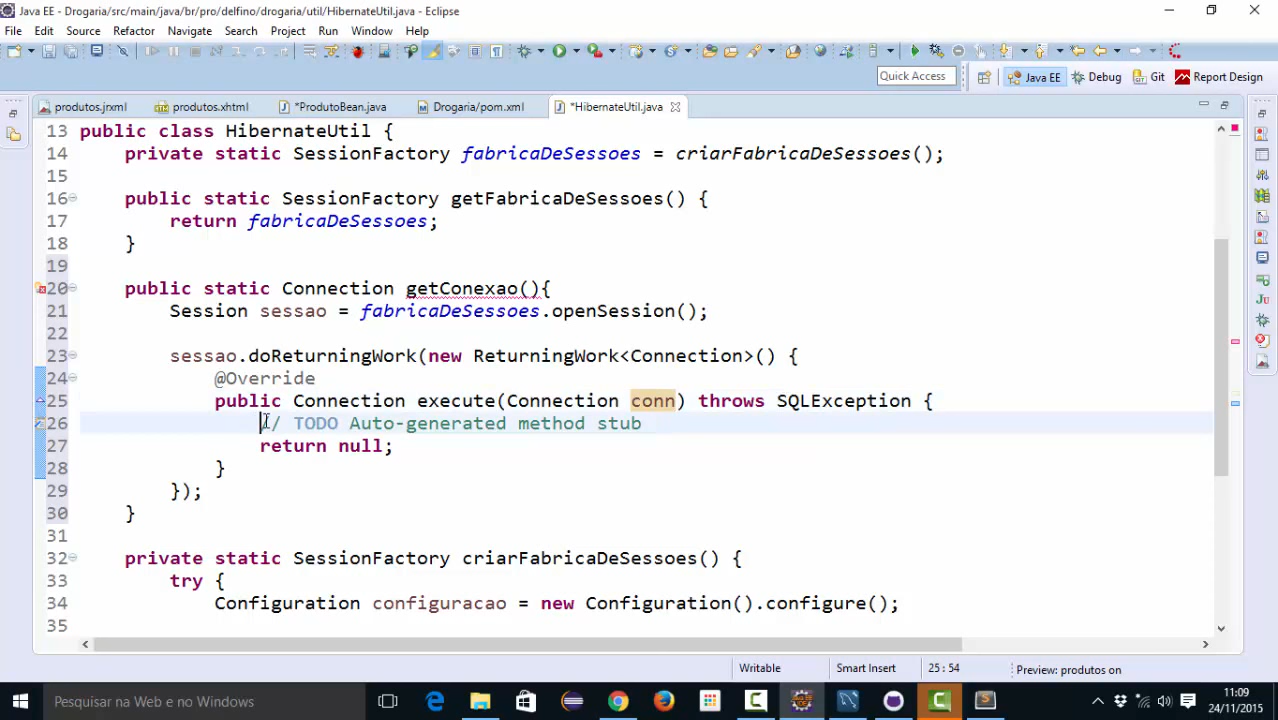 Java EE - Drogaria/src/main/java/br/pro/delfino/drogaria/util/HibernateUtil.java - Eclipse
File Edit Source Refactor Navigate Search Project Run Window Help
Quick Access Java EE Debug Git Report Design
produtos.jrxml produtos.xhtml *ProdutoBean.java Drogaria/pom.xml *HibernateUtil.java
13 public class HibernateUtil {
14 private static SessionFactory fabricaDeSessoes = criarFabricaDeSessoes();
15
16 public static SessionFactory getFabricaDeSessoes() {
17 return fabricaDeSessoes;
18 }
19
20 public static Connection getConexao(){
21 Session sessao = fabricaDeSessoes.openSession();
22
23 sessao.doReturningWork(new ReturningWork<Connection>() {
24 @Override
25 public Connection execute(Connection conn) throws SQLException {
26 // TODO Auto-generated method stub
27 return null;
28 }
29 });
30 }
31
32 private static SessionFactory criarFabricaDeSessoes() {
33 try {
34 Configuration configuracao = new Configuration().configure();
35
Writable Smart Insert 25 : 54 Preview: produtos on
Pesquisar na Web e no Windows
11:09
24/11/2015